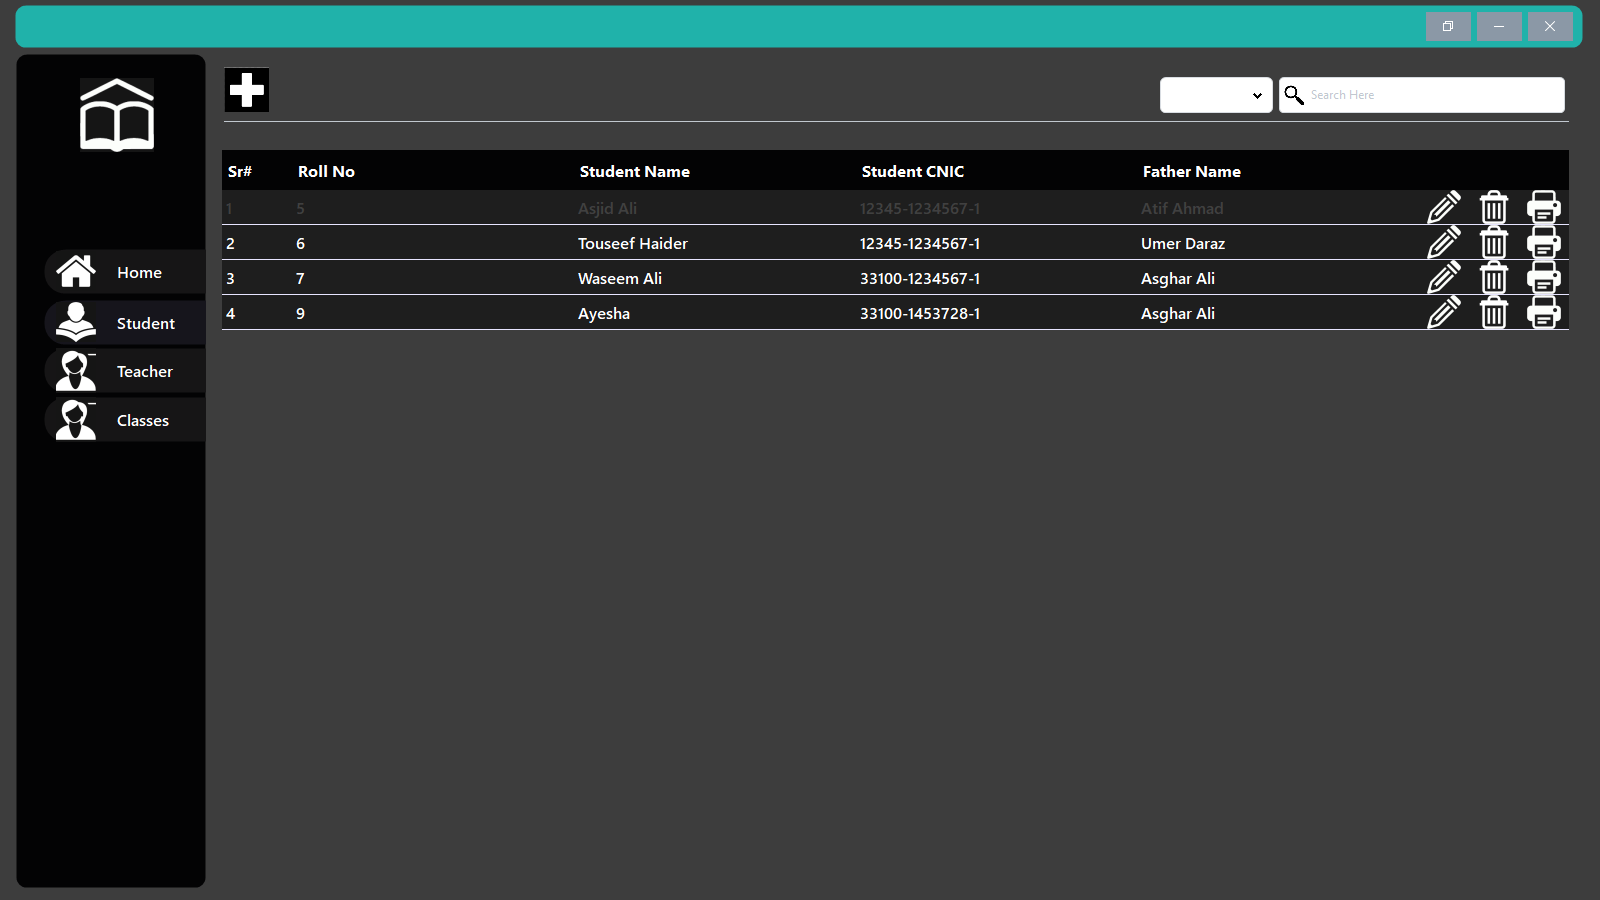 Search Here
Sr# Roll No Student Name Student CNIC Father Name
1 5 Asjid Ali 12345-1234567-1 Atif Ahmad
2 6 Touseef Haider 12345-1234567-1 Umer Daraz
3 7 Waseem Ali 33100-1234567-1 Asghar Ali
4 9 Ayesha 33100-1453728-1 Asghar Ali
Home
Student
Teacher
Classes